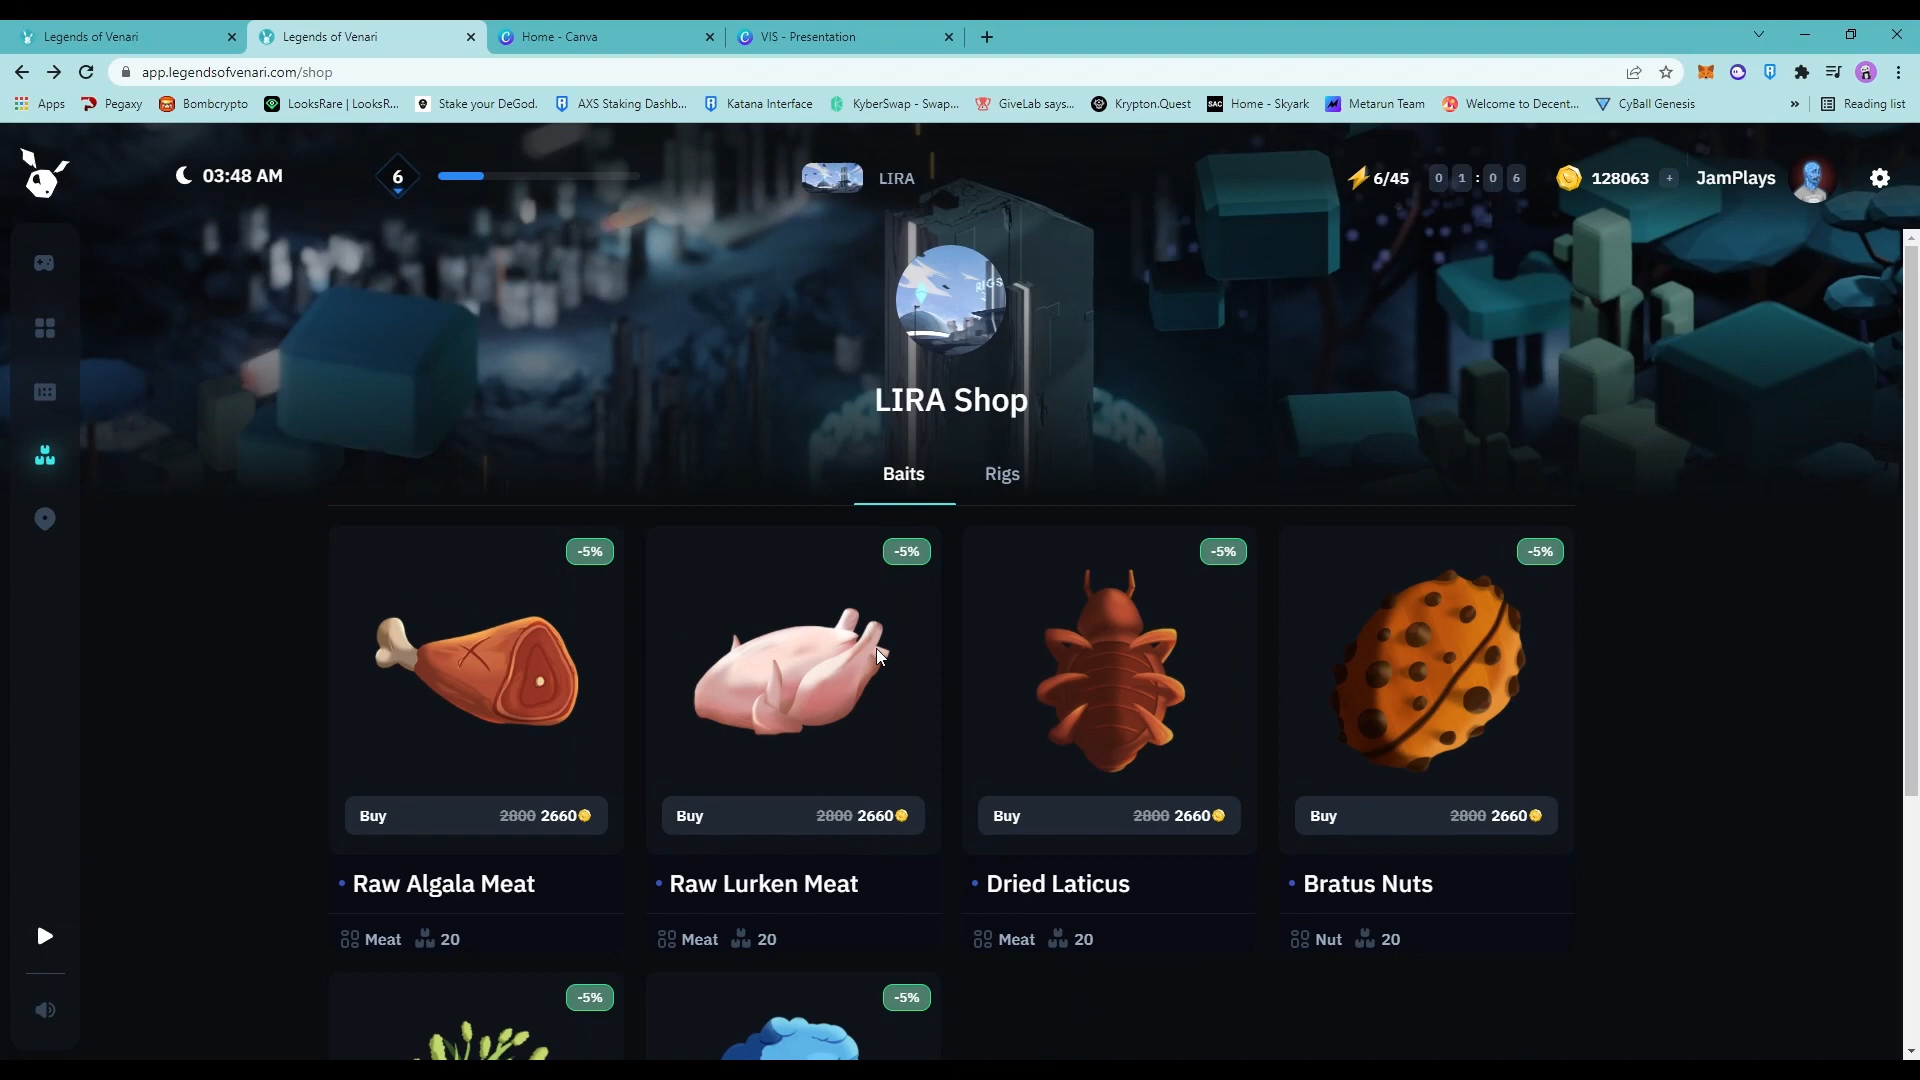 Legends of Venari
Legends of Venari
Home - Canva
VIS - Presentation
app.legendsofvenari.com/shop
Apps
Pegaxy
Bombcrypto
LooksRare | LooksR...
Stake your DeGod.
AXS Staking Dashb...
Katana Interface
KyberSwap - Swap...
GiveLab says...
Krypton.Quest
SAC
Home - Skyark
Metarun Team
Welcome to Decent...
CyBall Genesis
»
Reading list
03:48 AM
6
LIRA
6/45
0 1 : 0 6
128063
+
JamPlays
RIGS
LIRA Shop
Baits
Rigs
-5%
-5%
-5%
-5%
Buy 2800 2660
Buy 2800 2660
Buy 2800 2660
Buy 2800 2660
Raw Algala Meat
Raw Lurken Meat
Dried Laticus
Bratus Nuts
Meat 20
Meat 20
Meat 20
Nut 20
-5%
-5%